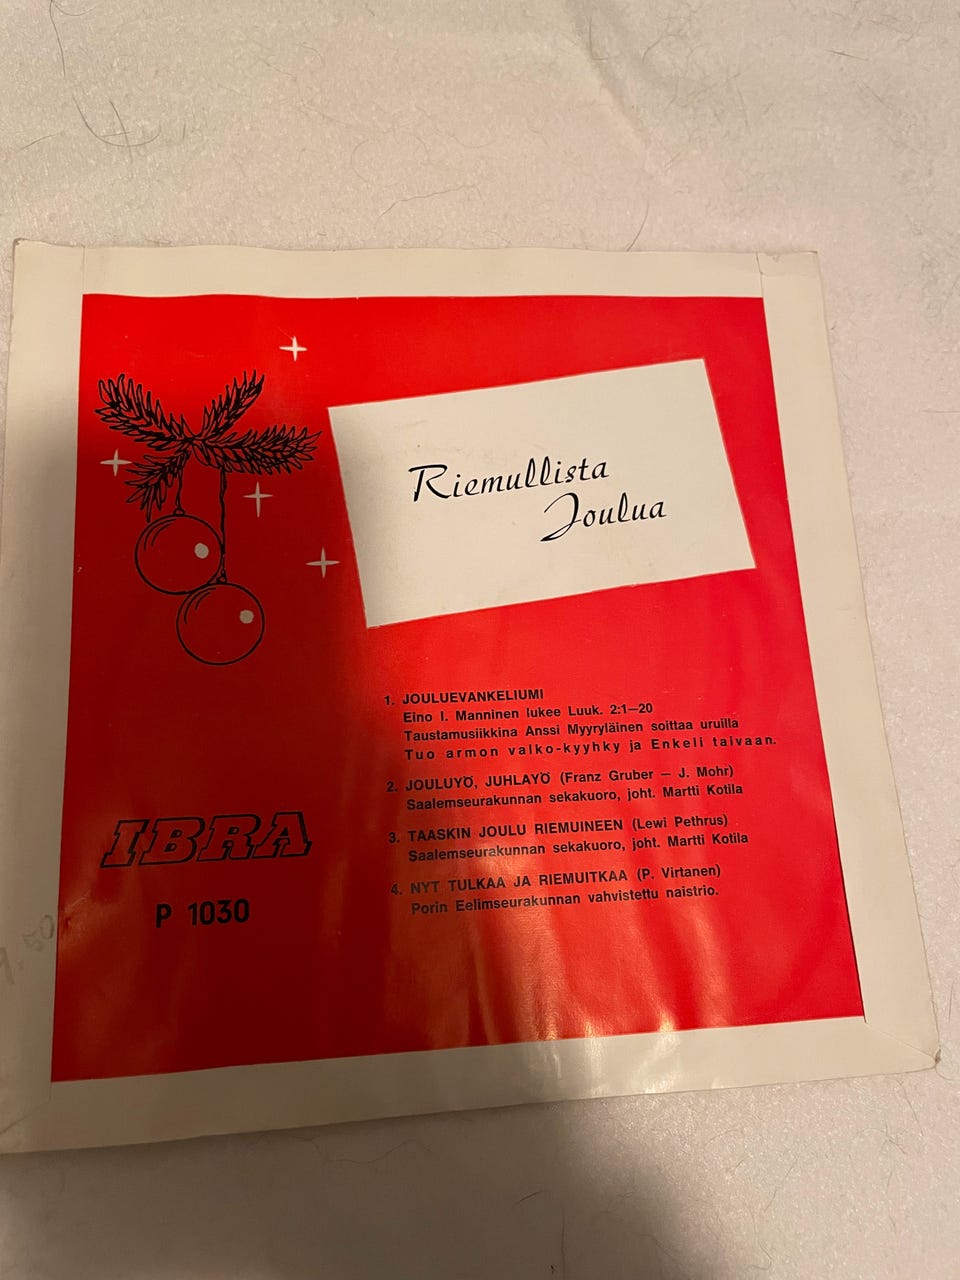 Riemullista
Joulua
1. JOULUEVANKELIUMI
Eino I. Manninen lukee Luuk. 2:1—20
Taustamusiikkina Anssi Myyryläinen soittaa uruilla
Tuo armon valko-kyyhky ja Enkeli taivaan.
2. JOULUYÖ, JUHLAYÖ (Franz Gruber — J. Mohr)
Saalemseurakunnan sekakuoro, joht. Martti Kotila
3. TAASKIN JOULU RIEMUINEEN (Lewi Pethrus)
Saalemseurakunnan sekakuoro, joht. Martti Kotila
4. NYT TULKAA JA RIEMUITKAA (P. Virtanen)
Porin Eelimseurakunnan vahvistettu naistrio.
IBRA
P 1030